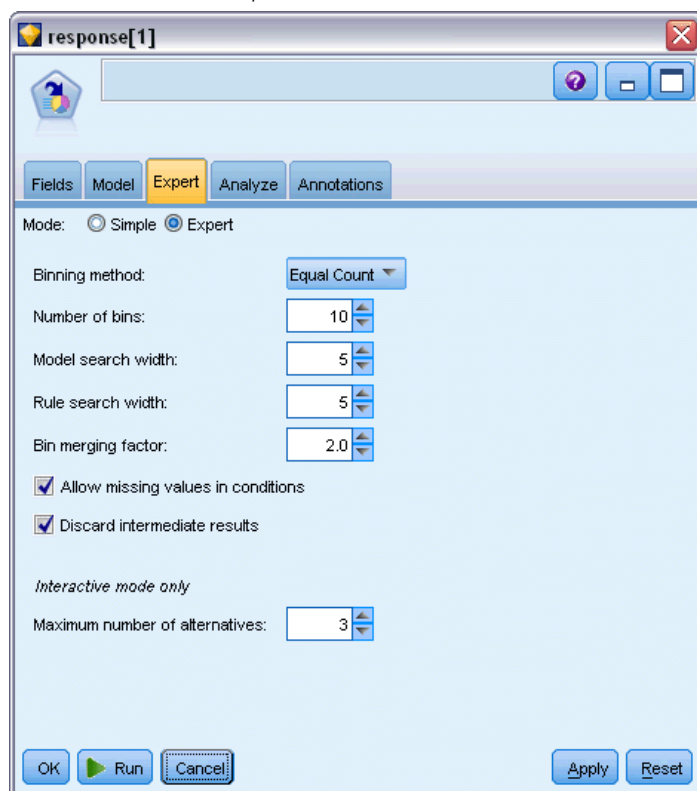 response[1]
Fields Model Expert Analyze Annotations
Mode: Simple Expert
Binning method: Equal Count
Number of bins: 10
Model search width: 5
Rule search width: 5
Bin merging factor: 2.0
Allow missing values in conditions
Discard intermediate results
Interactive mode only
Maximum number of alternatives: 3
OK Run Cancel Apply Reset